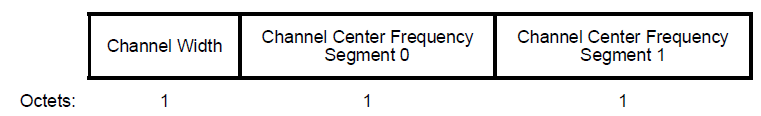 Channel Width
Channel Center Frequency
Segment 0
Channel Center Frequency
Segment 1
Octets: 1 1 1